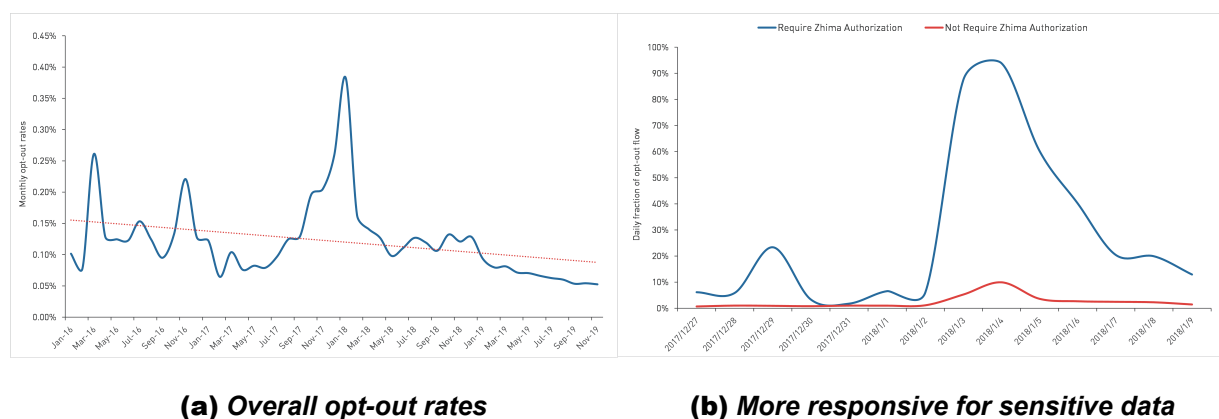 0.45%
0.40%
0.35%
0.30%
0.25%
0.20%
0.15%
0.10%
0.05%
0.00%
Monthly opt-out rates
Jan-16
Mar-16
May-16
Jul-16
Sep-16
Nov-16
Jan-17
Mar-17
May-17
Jul-17
Sep-17
Nov-17
Jan-18
Mar-18
May-18
Jul-18
Sep-18
Nov-18
Jan-19
Mar-19
May-19
Jul-19
Sep-19
Nov-19
(a) Overall opt-out rates
Require Zhima Authorization
Not Require Zhima Authorization
100%
90%
80%
70%
60%
50%
40%
30%
20%
10%
0%
Daily fraction of opt-out flow
2017/12/27
2017/12/28
2017/12/29
2017/12/30
2017/12/31
2018/1/1
2018/1/2
2018/1/3
2018/1/4
2018/1/5
2018/1/6
2018/1/7
2018/1/8
2018/1/9
(b) More responsive for sensitive data